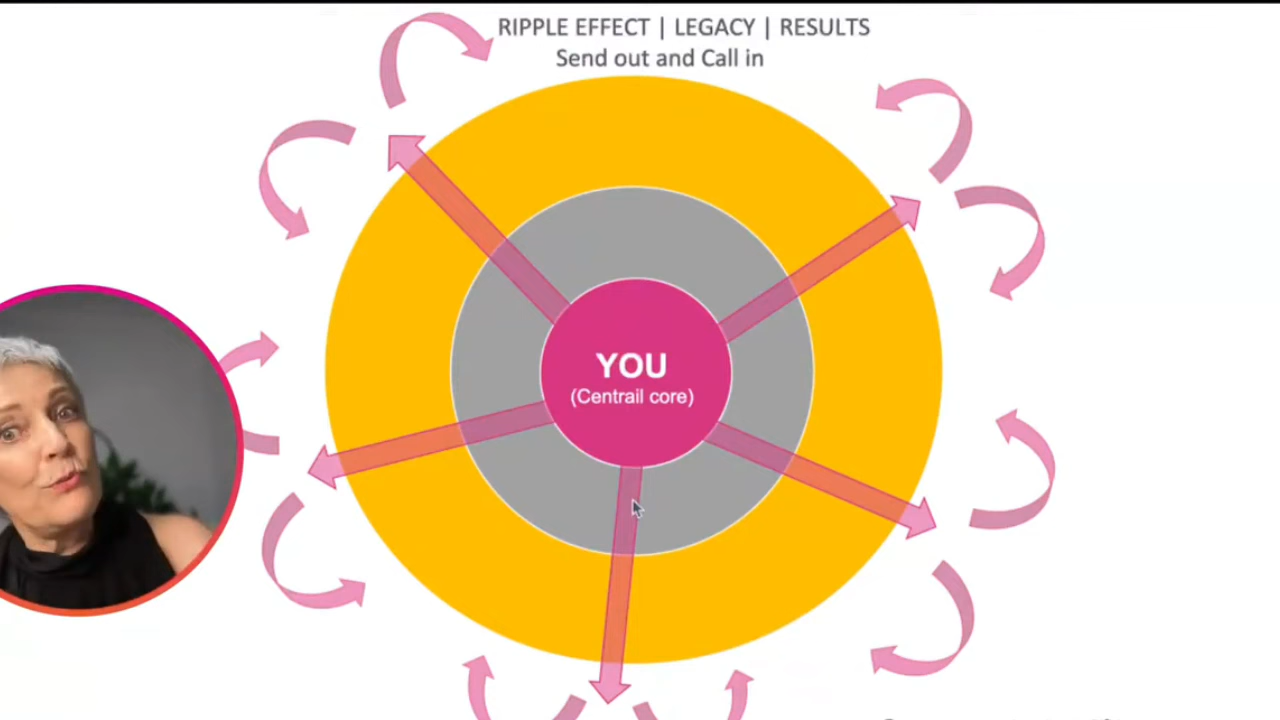 RIPPLE EFFECT | LEGACY | RESULTS
Send out and Call in
YOU
(Centrail core)